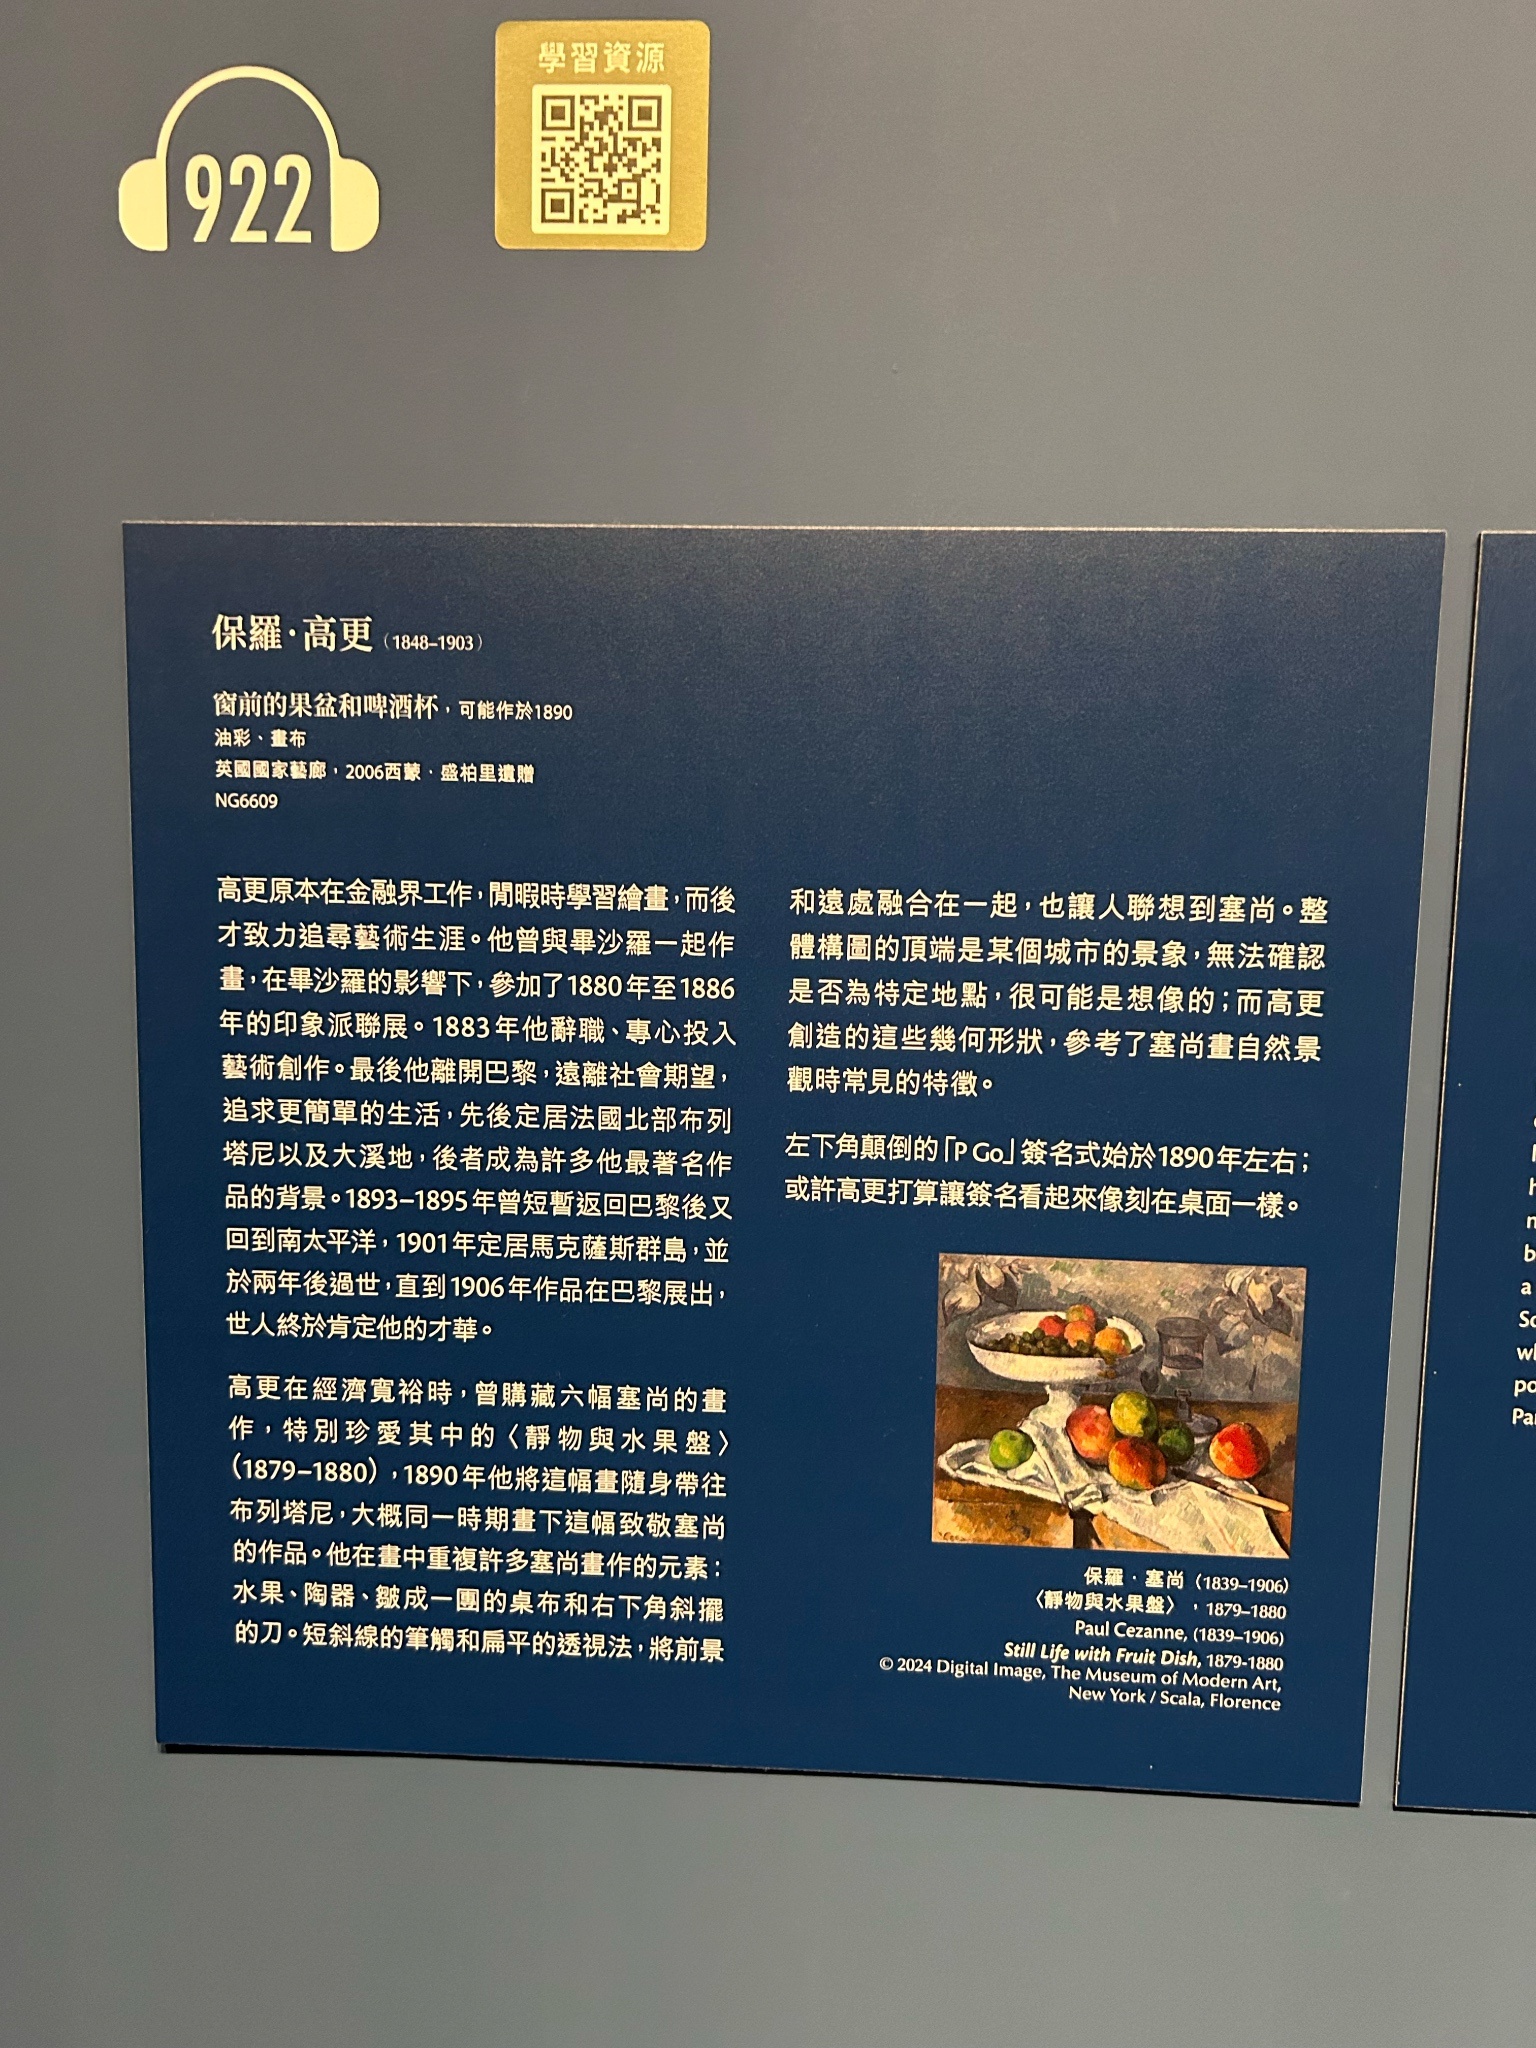 922
學習資源
保羅·高更（1848–1903）
窗前的果盆和啤酒杯，可能作於1890
油彩、畫布
英國國家藝廊，2006西蒙·盛柏里遺贈
NG6609
高更原本在金融界工作，閒暇時學習繪畫，而後
才致力追尋藝術生涯。他曾與畢沙羅一起作
畫，在畢沙羅的影響下，參加了1880年至1886
年的印象派聯展。1883年他辭職、專心投入
藝術創作。最後他離開巴黎，遠離社會期望，
追求更簡單的生活，先後定居法國北部布列
塔尼以及大溪地，後者成為許多他最著名作
品的背景。1893–1895年曾短暫返回巴黎後又
回到南太平洋，1901年定居馬克薩斯群島，並
於兩年後過世，直到1906年作品在巴黎展出，
世人終於肯定他的才華。
高更在經濟寬裕時，曾購藏六幅塞尚的畫
作，特別珍愛其中的〈靜物與水果盤〉
（1879–1880），1890年他將這幅畫隨身帶往
布列塔尼，大概同一時期畫下這幅致敬塞尚
的作品。他在畫中重複許多塞尚畫作的元素：
水果、陶器、皺成一團的桌布和右下角斜擺
的刀。短斜線的筆觸和扁平的透視法，將前景
和遠處融合在一起，也讓人聯想到塞尚。整
體構圖的頂端是某個城市的景象，無法確認
是否為特定地點，很可能是想像的；而高更
創造的這些幾何形狀，參考了塞尚畫自然景
觀時常見的特徵。
左下角顛倒的「P Go」簽名式始於1890年左右；
或許高更打算讓簽名看起來像刻在桌面一樣。
保羅·塞尚（1839–1906）
〈靜物與水果盤〉，1879–1880
Paul Cezanne, (1839–1906)
Still Life with Fruit Dish, 1879-1880
© 2024 Digital Image, The Museum of Modern Art,
New York / Scala, Florence